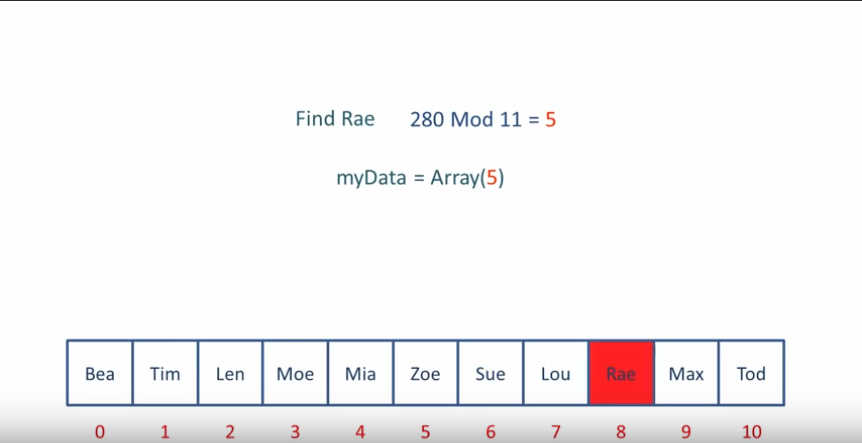 Find Rae 280 Mod 11 = 5
myData = Array(5)
Bea Tim Len Moe Mia Zoe Sue Lou Rae Max Tod
0 1 2 3 4 5 6 7 8 9 10